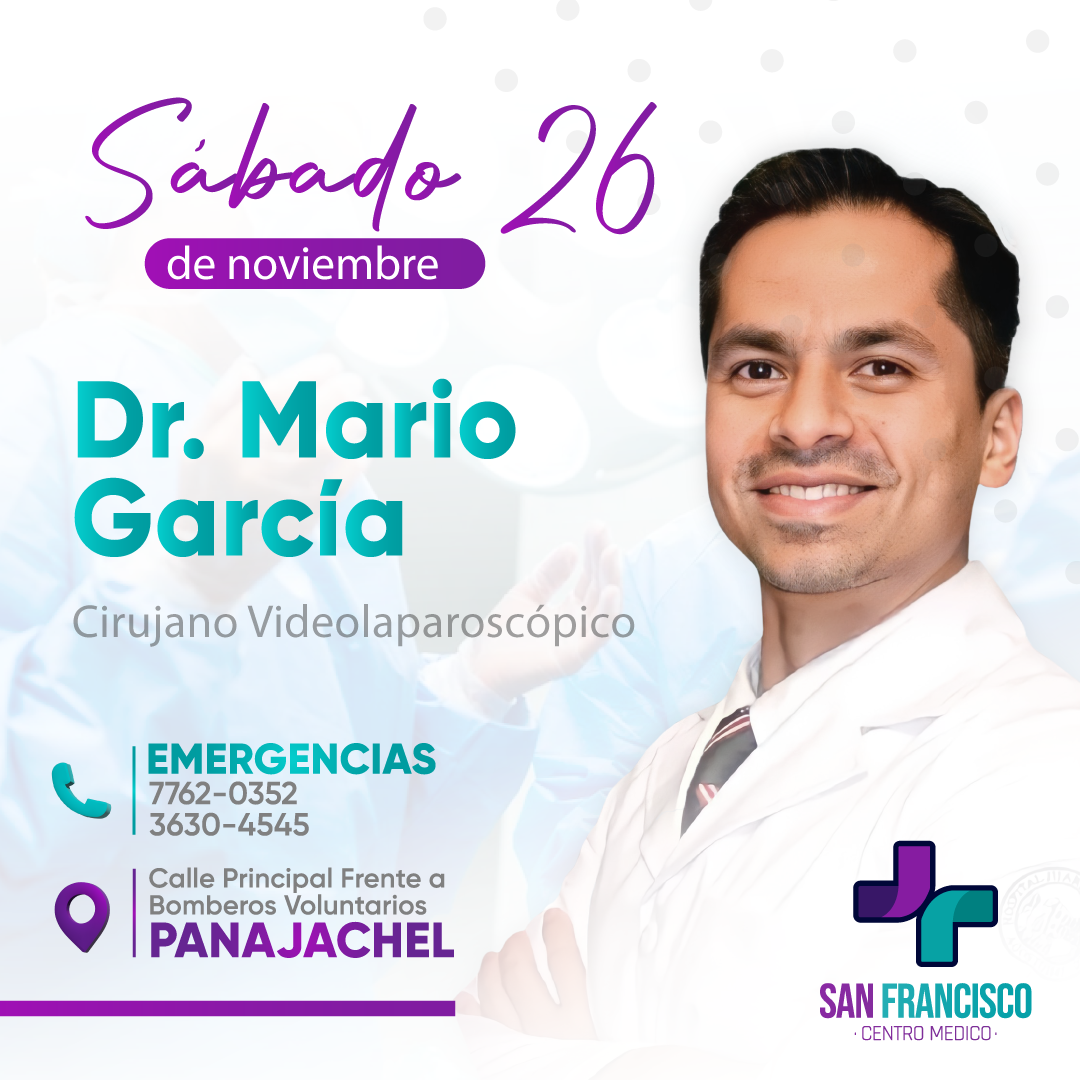 Sábado 26
de noviembre
Dr. Mario
García
Cirujano Videolaparoscópico
EMERGENCIAS
7762-0352
3630-4545
Calle Principal Frente a
Bomberos Voluntarios
PANAJACHEL
SAN FRANCISCO
· CENTRO MEDICO ·